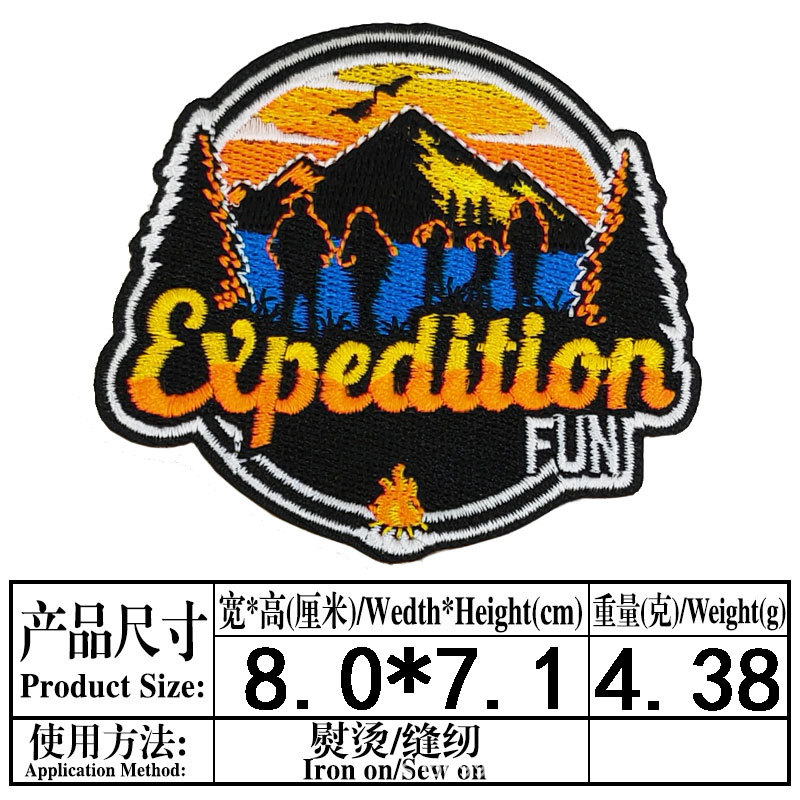 Expedition
FUN
产品尺寸
Product Size:
宽*高(厘米)/Wedth*Height(cm)
重量(克)/Weight(g)
8.0*7.1
4.38
使用方法:
Application Method:
熨烫/缝纫
Iron on/Sew on